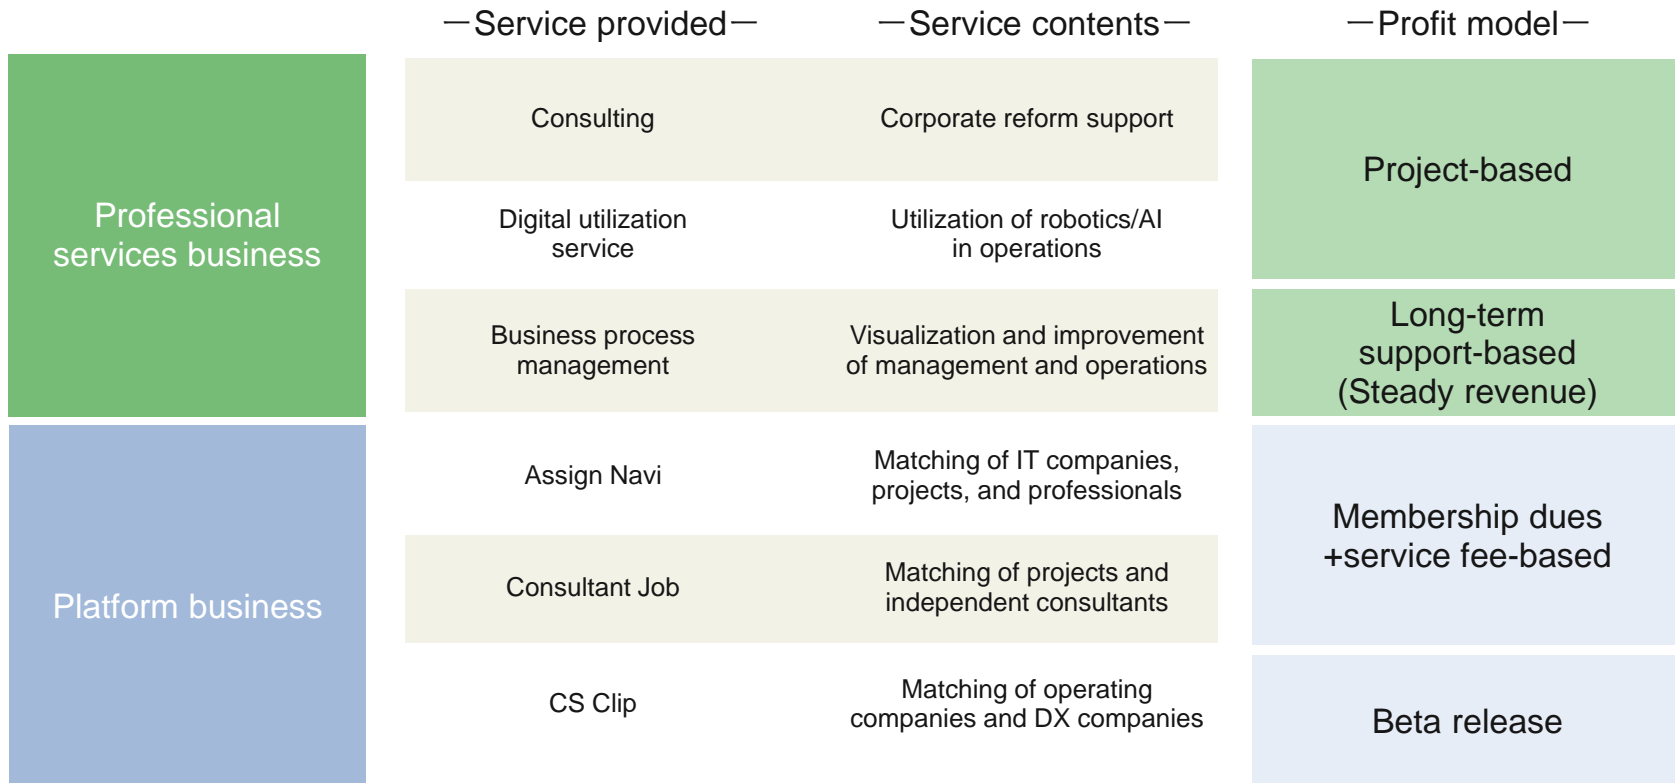 —Service provided—
—Service contents—
—Profit model—
Professional
services business
Consulting
Corporate reform support
Project-based
Digital utilization
service
Utilization of robotics/AI
in operations
Business process
management
Visualization and improvement
of management and operations
Long-term
support-based
(Steady revenue)
Platform business
Assign Navi
Matching of IT companies,
projects, and professionals
Membership dues
+service fee-based
Consultant Job
Matching of projects and
independent consultants
CS Clip
Matching of operating
companies and DX companies
Beta release